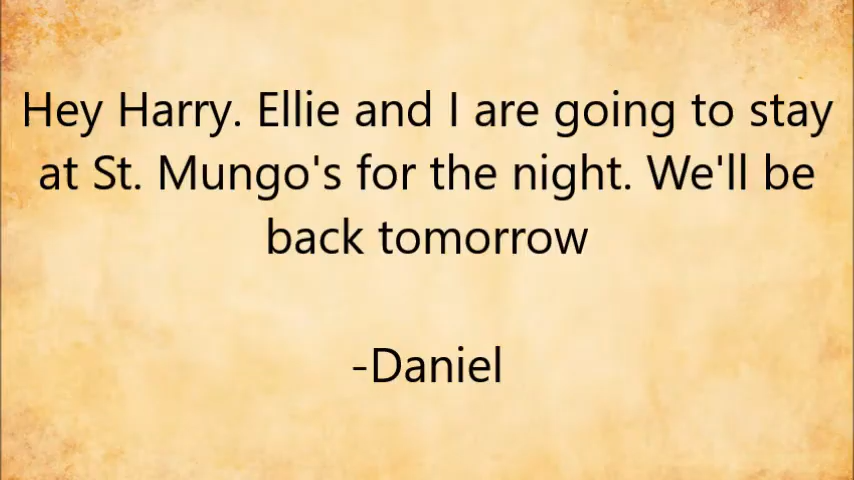 Hey Harry. Ellie and I are going to stay
at St. Mungo's for the night. We'll be
back tomorrow
-Daniel